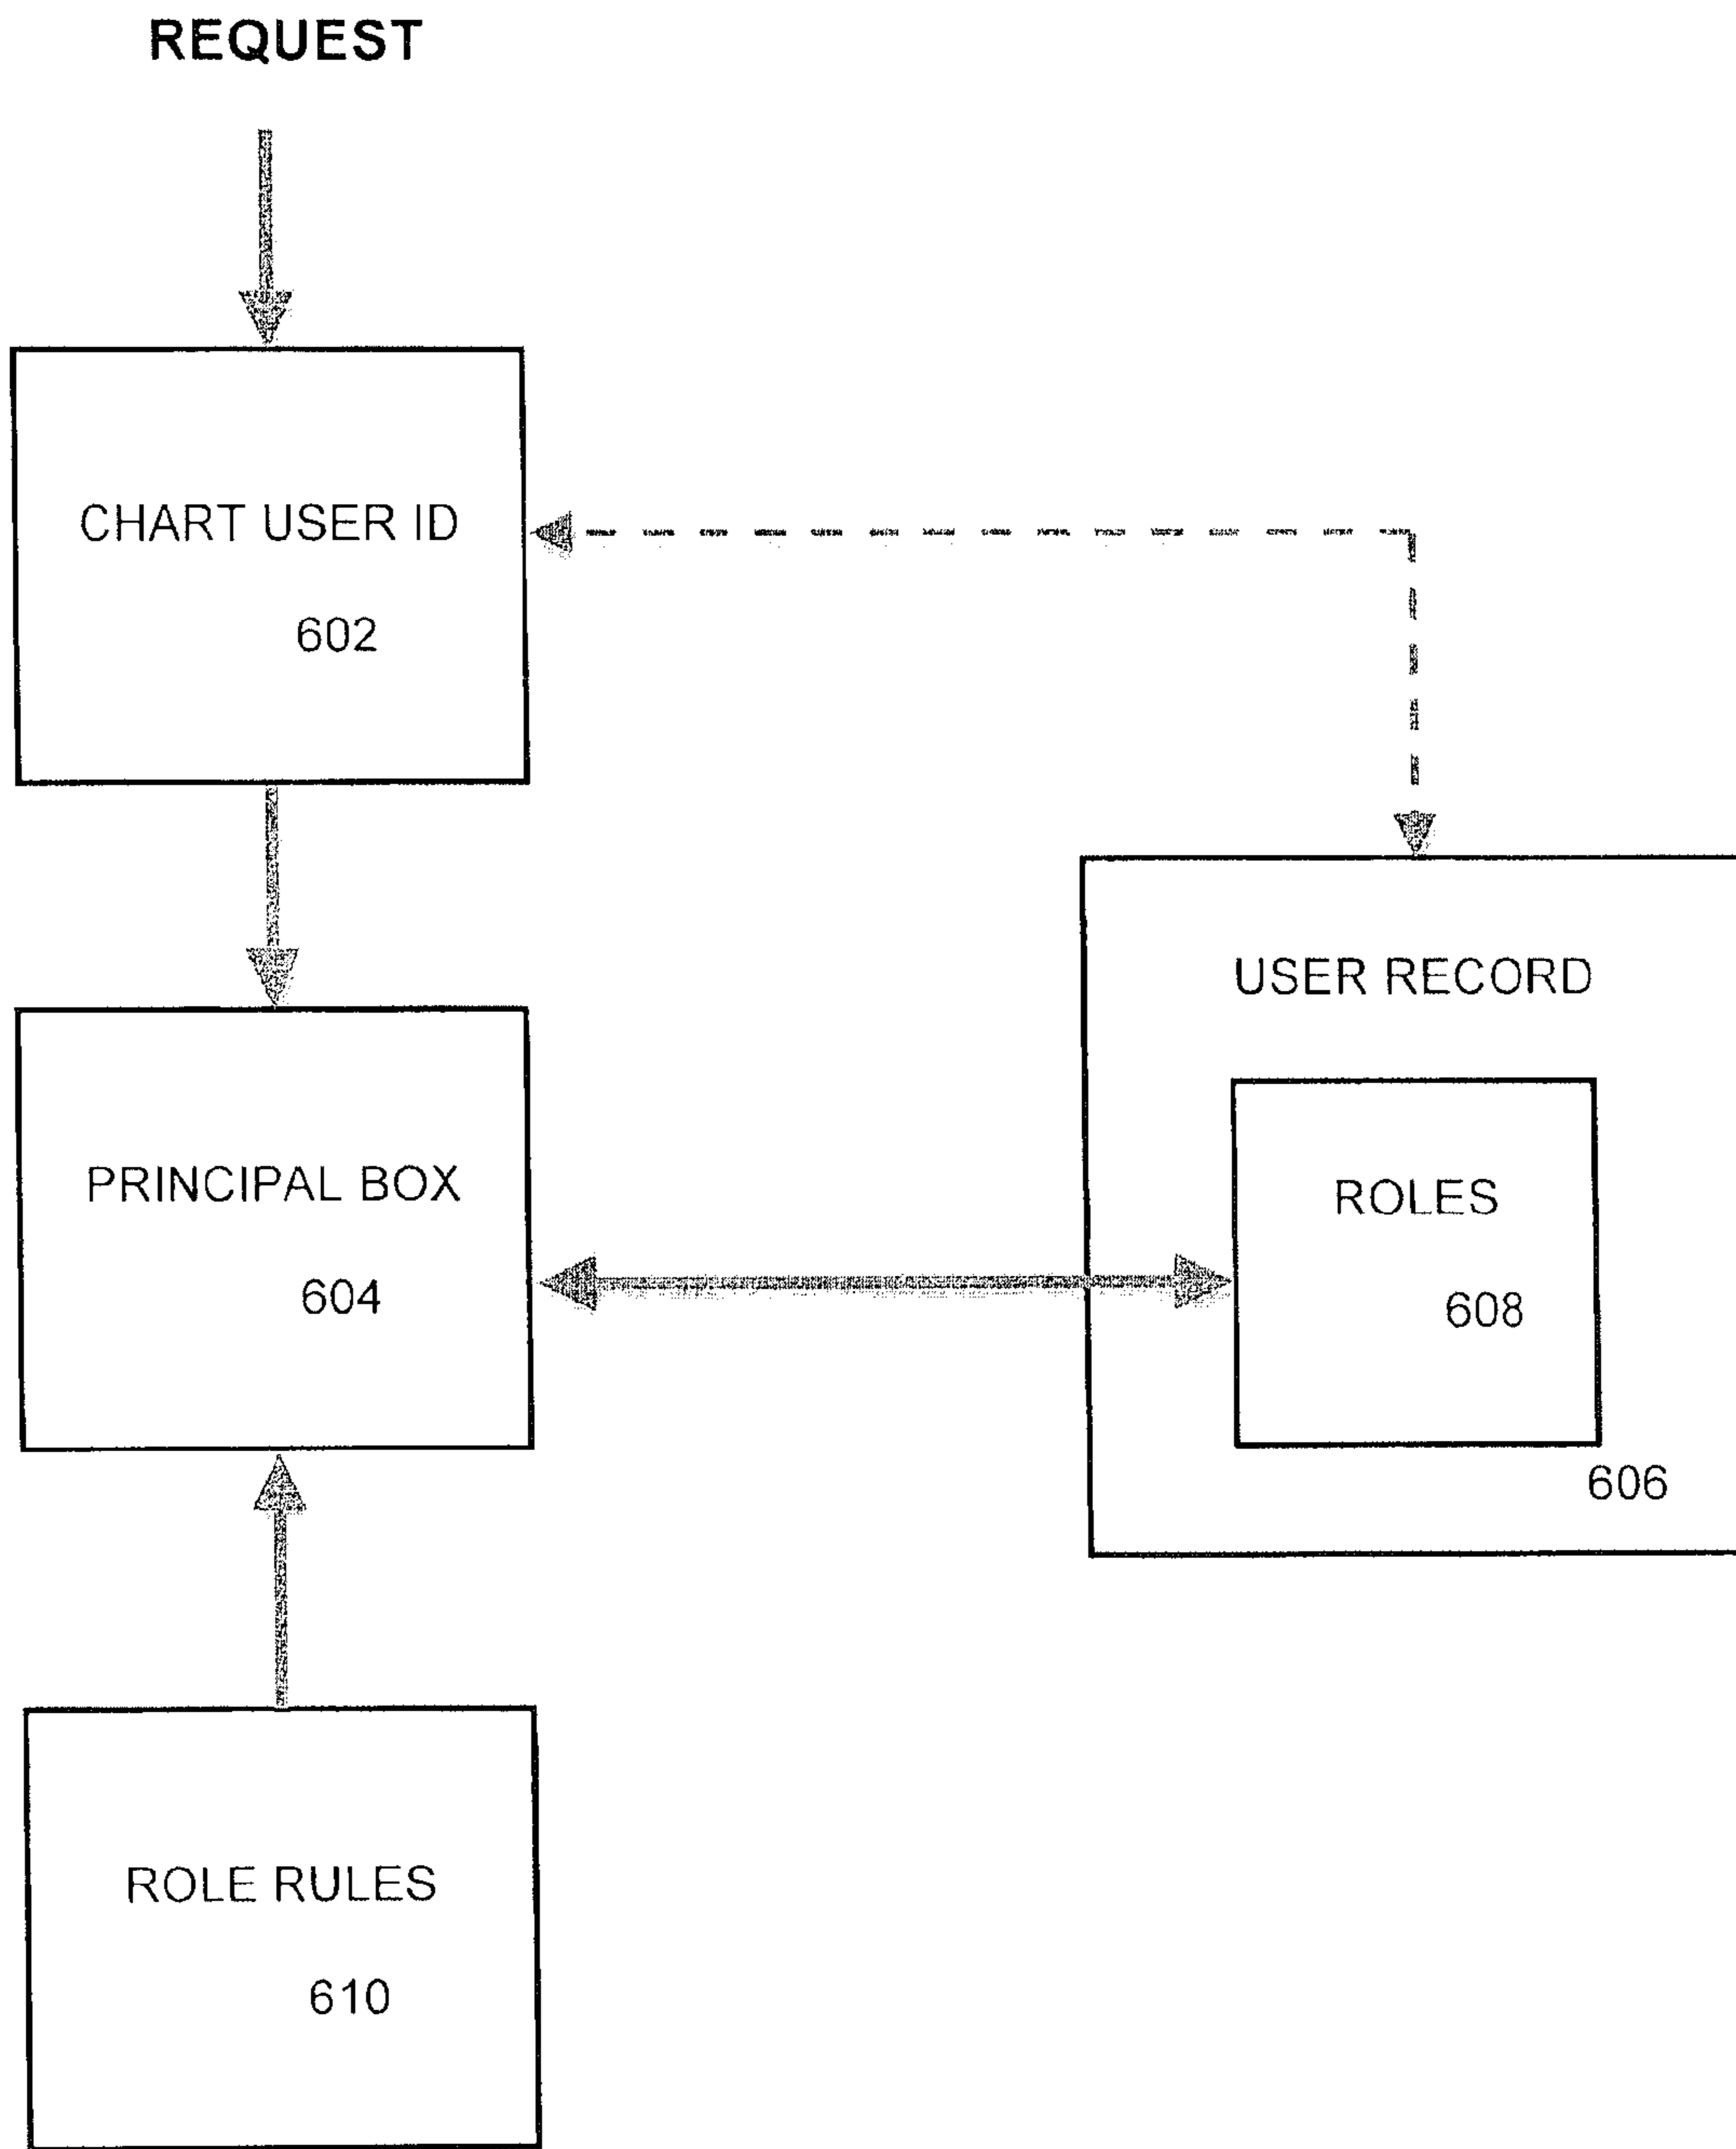 REQUEST
CHART USER ID
602
USER RECORD
PRINCIPAL BOX
604
ROLES
608
606
ROLE RULES
610